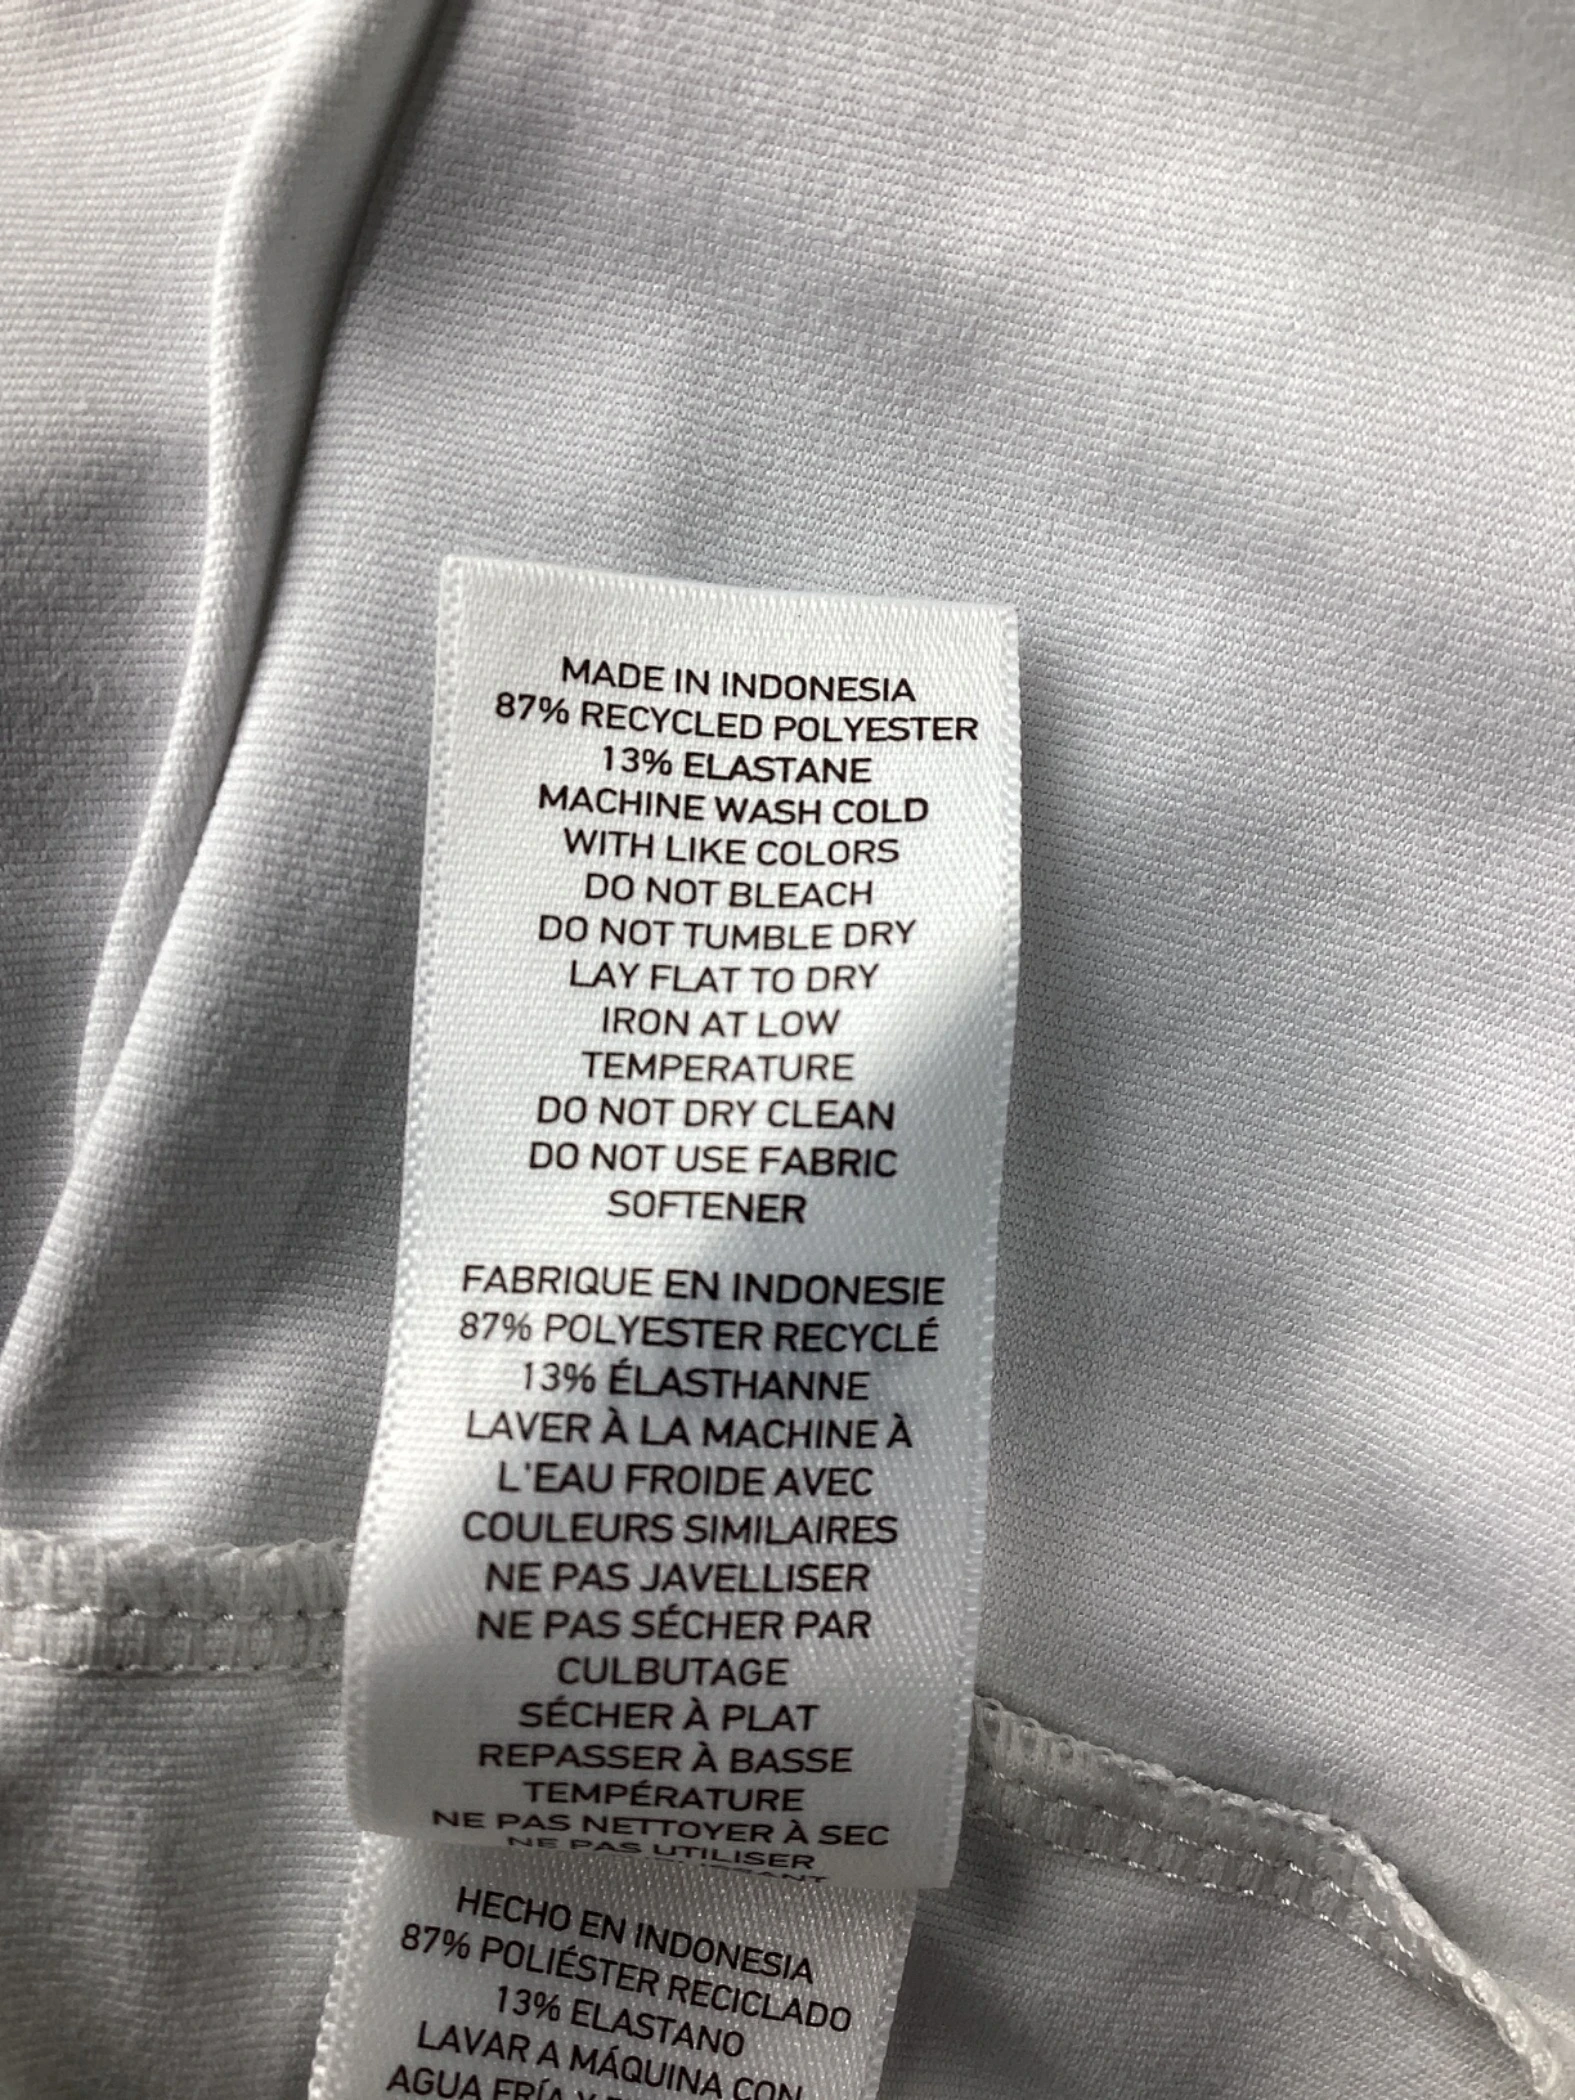 MADE IN INDONESIA
87% RECYCLED POLYESTER
13% ELASTANE
MACHINE WASH COLD
WITH LIKE COLORS
DO NOT BLEACH
DO NOT TUMBLE DRY
LAY FLAT TO DRY
IRON AT LOW
TEMPERATURE
DO NOT DRY CLEAN
DO NOT USE FABRIC
SOFTENER
FABRIQUE EN INDONESIE
87% POLYESTER RECYCLÉ
13% ÉLASTHANNE
LAVER À LA MACHINE À
L'EAU FROIDE AVEC
COULEURS SIMILAIRES
NE PAS JAVELLISER
NE PAS SÉCHER PAR
CULBUTAGE
SÉCHER À PLAT
REPASSER À BASSE
TEMPÉRATURE
NE PAS NETTOYER À SEC
NE PAS UTILISER
HECHO EN INDONESIA
87% POLIÉSTER RECICLADO
13% ELASTANO
LAVAR A MÁQUINA CON
AGUA FRÍA Y